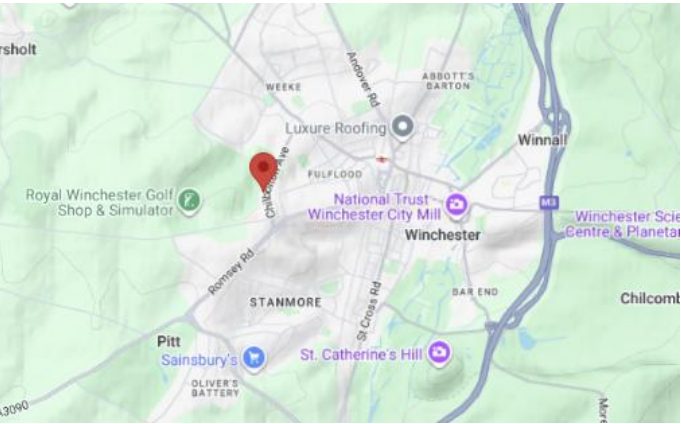 rsholt
WEEKE
Andover Rd
ABBOTT'S
BARTON
Luxure Roofing
Winnall
Chilbolton Ave
FULFLOOD
Royal Winchester Golf
Shop & Simulator
National Trust
Winchester City Mill
M3
Winchester Scie
Centre & Planetar
Winchester
Romsey Rd
STANMORE
St Cross Rd
BAR END
Chilcomb
Pitt
Sainsbury's
St. Catherine's Hill
OLIVER'S
BATTERY
A3090
More